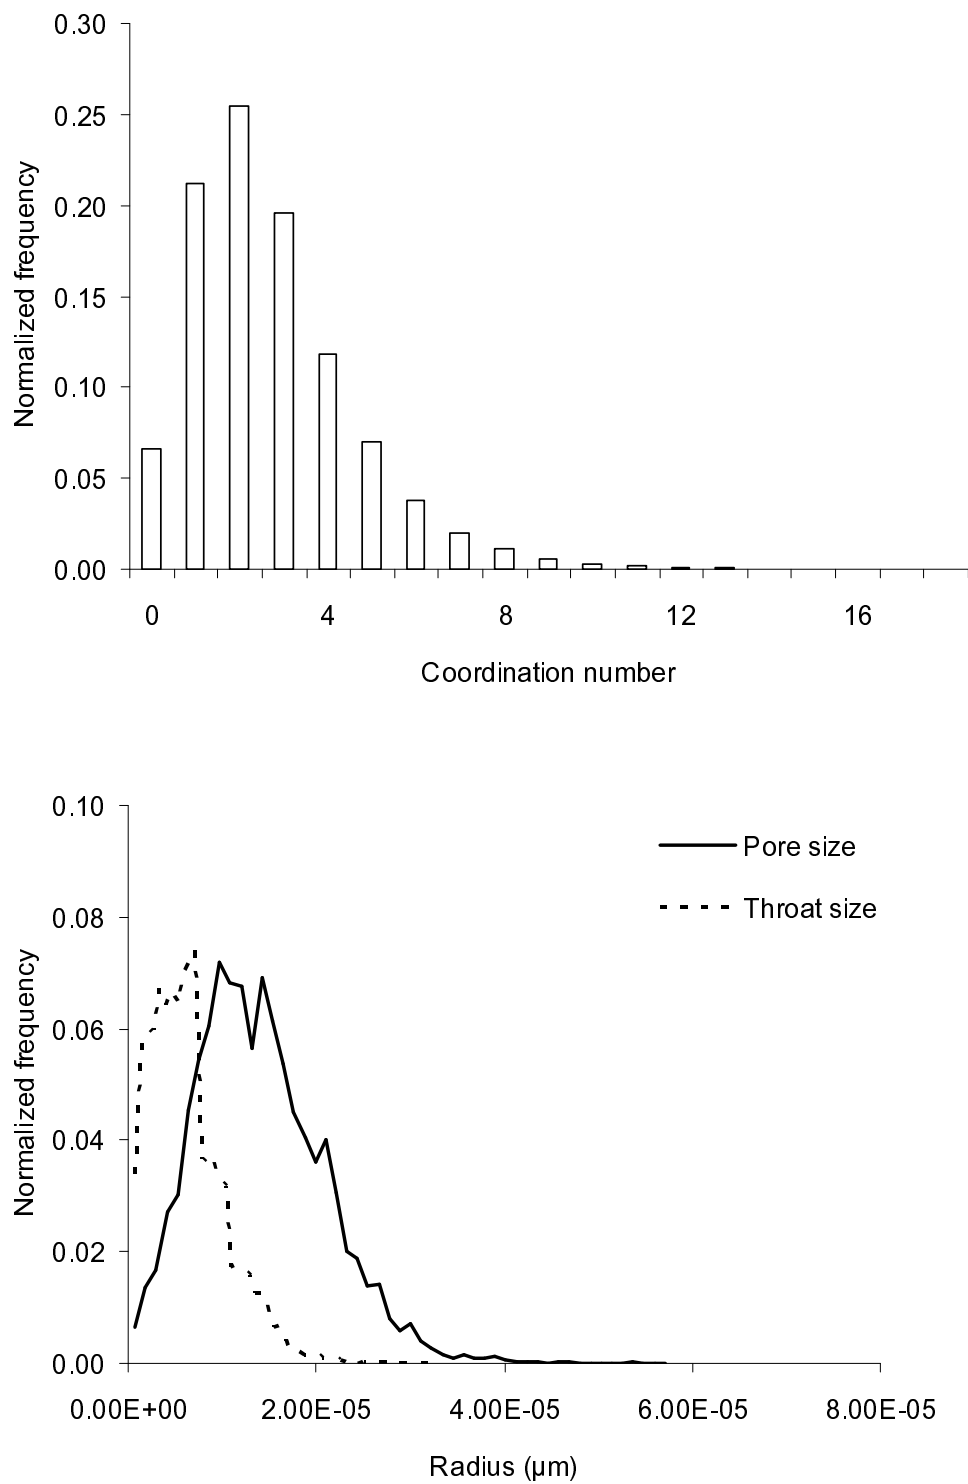 0.30
0.25
0.20
0.15
0.10
0.05
0.00
Normalized frequency
0 4 8 12 16
Coordination number
0.10
0.08
0.06
0.04
0.02
0.00
Normalized frequency
Pore size
Throat size
0.00E+00 2.00E-05 4.00E-05 6.00E-05 8.00E-05
Radius (µm)